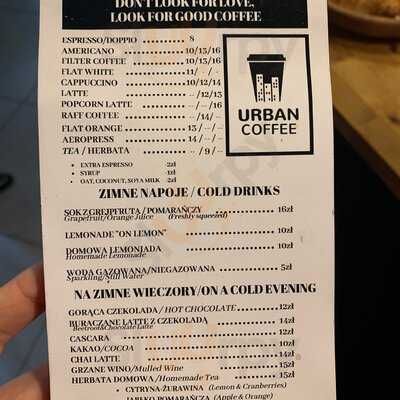 DON'T LOOK FOR LOVE,
LOOK FOR GOOD COFFEE
ESPRESSO/DOPPIO 8
AMERICANO 10/13/16
FILTER COFFEE 10/13/16
FLAT WHITE 11/--/--
CAPPUCCINO 10/12/14
LATTE --/12/13
POPCORN LATTE --/--/16
RAFF COFFEE --/14/--
FLAT ORANGE 13/--/--
AEROPRESS 14/--/--
TEA / HERBATA --/9/--
URBAN
COFFEE
• EXTRA ESPRESSO -2zł
• SYRUP -1zł
• OAT, COCONUT, SOYA MILK -2zł
ZIMNE NAPOJE / COLD DRINKS
SOK Z GREJPFRUTA / POMARAŃCZY 16zł
Grapefruit/Orange Juice (Freshly squeezed)
LEMONADE "ON LEMON" 10zł
DOMOWA LEMONJADA 10zł
Homemade Lemonade
WODA GAZOWANA/NIEGAZOWANA 5zł
Sparkling/Still Water
NA ZIMNE WIECZORY/ON A COLD EVENING
GORĄCA CZEKOLADA / HOT CHOCOLATE 12zł
BURACZANE LATTE Z CZEKOLADĄ 14zł
Beetroot&Chocolate Latte
CASCARA 12zł
KAKAO/COCOA 10zł
CHAI LATTE 14zł
GRZANE WINO/Mulled Wine 15zł
HERBATA DOMOWA/Homemade Tea 15zł
• CYTRYNA-ŻURAWINA (Lemon & Cranberries)
JABŁKO POMARAŃCZA (Apple & Orange)